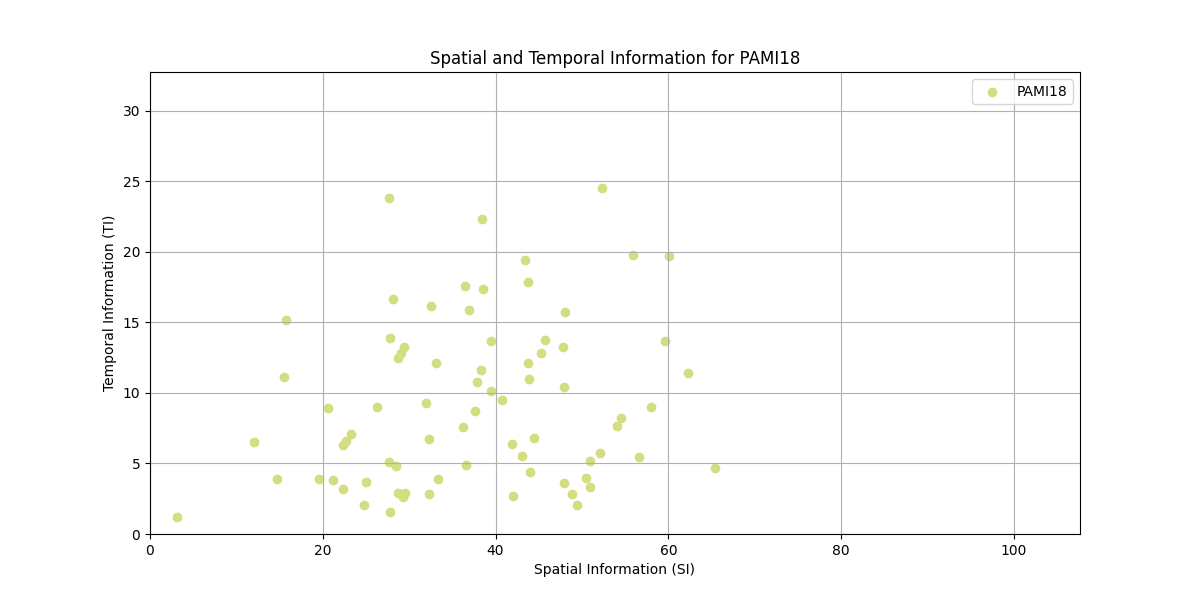 Spatial and Temporal Information for PAMI18
PAMI18
30
25
20
15
10
5
0
Temporal Information (TI)
0 20 40 60 80 100
Spatial Information (SI)